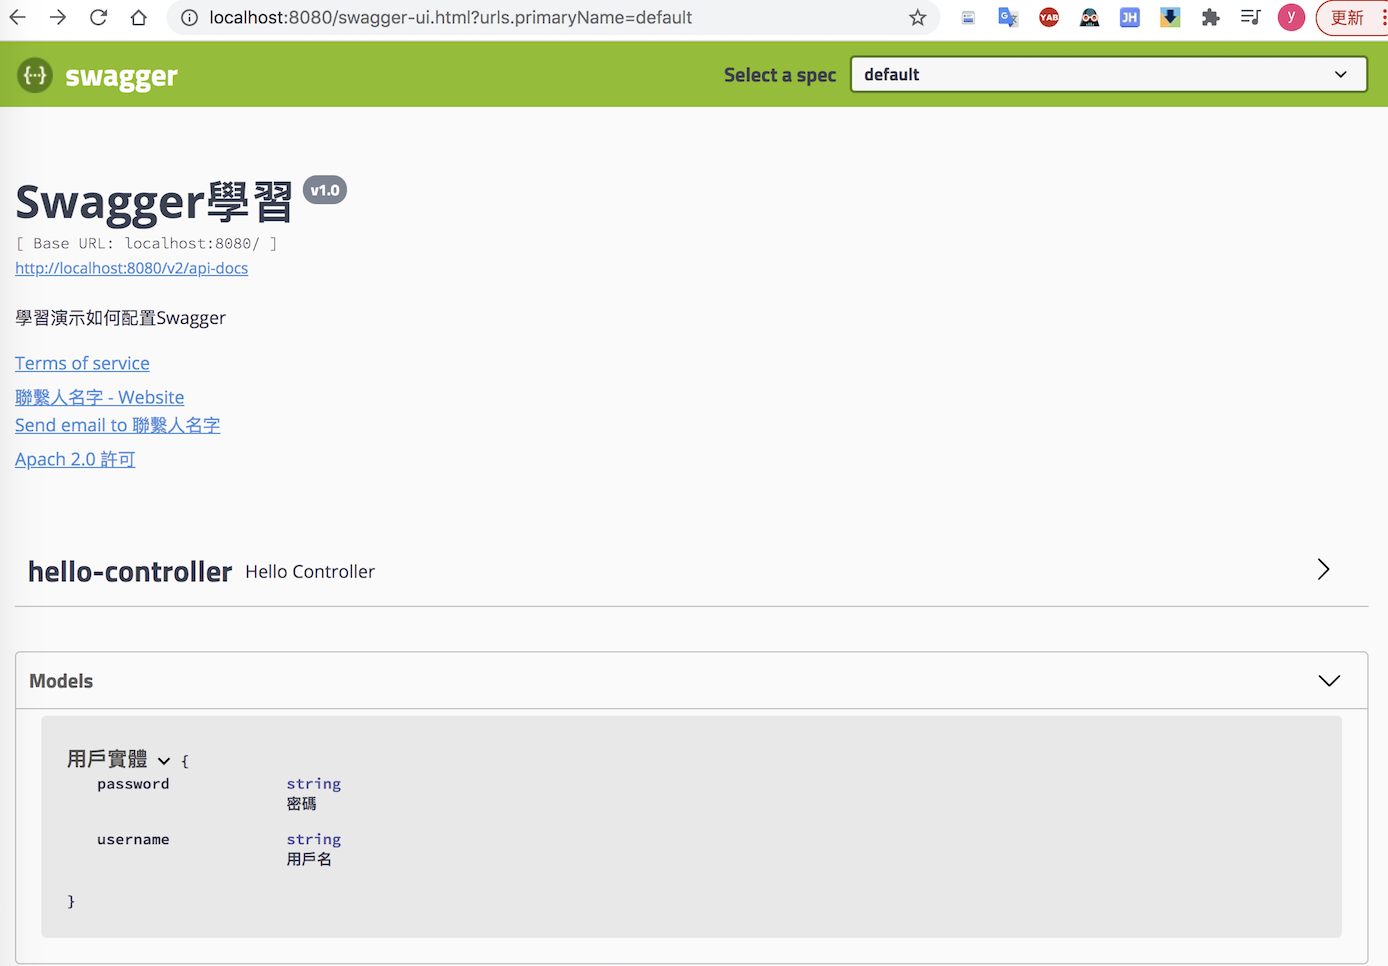 localhost:8080/swagger-ui.html?urls.primaryName=default
YAB
JH
y
更新
swagger
Select a spec
default
Swagger學習 v1.0
[ Base URL: localhost:8080/ ]
http://localhost:8080/v2/api-docs
學習演示如何配置Swagger
Terms of service
聯繫人名字 - Website
Send email to 聯繫人名字
Apach 2.0 許可
hello-controller Hello Controller
Models
用戶實體 {
password string
密碼
username string
用戶名
}